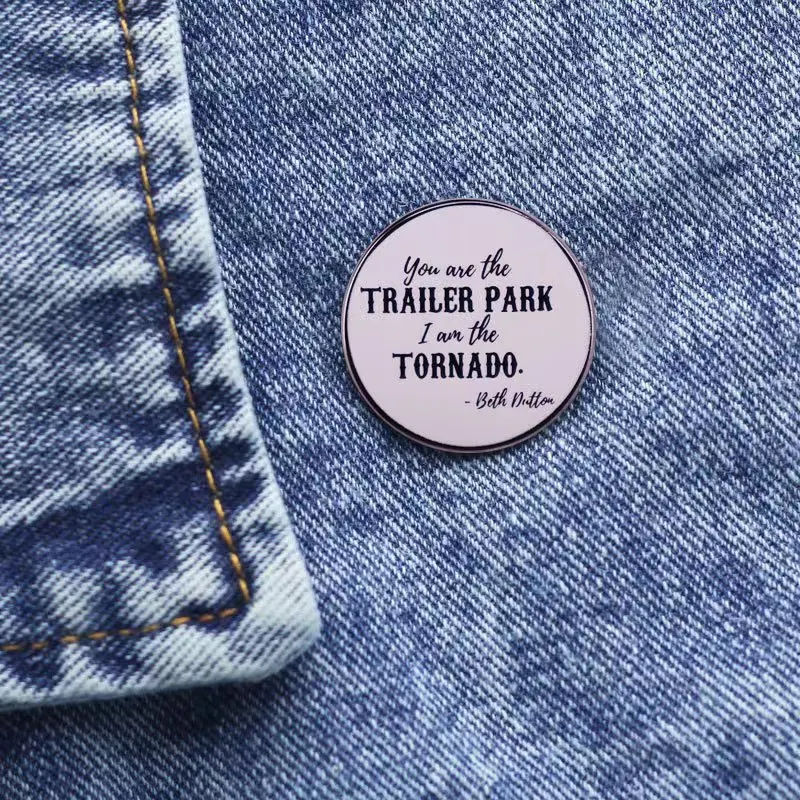 You are the
TRAILER PARK
I am the
TORNADO.
- Beth Dutton